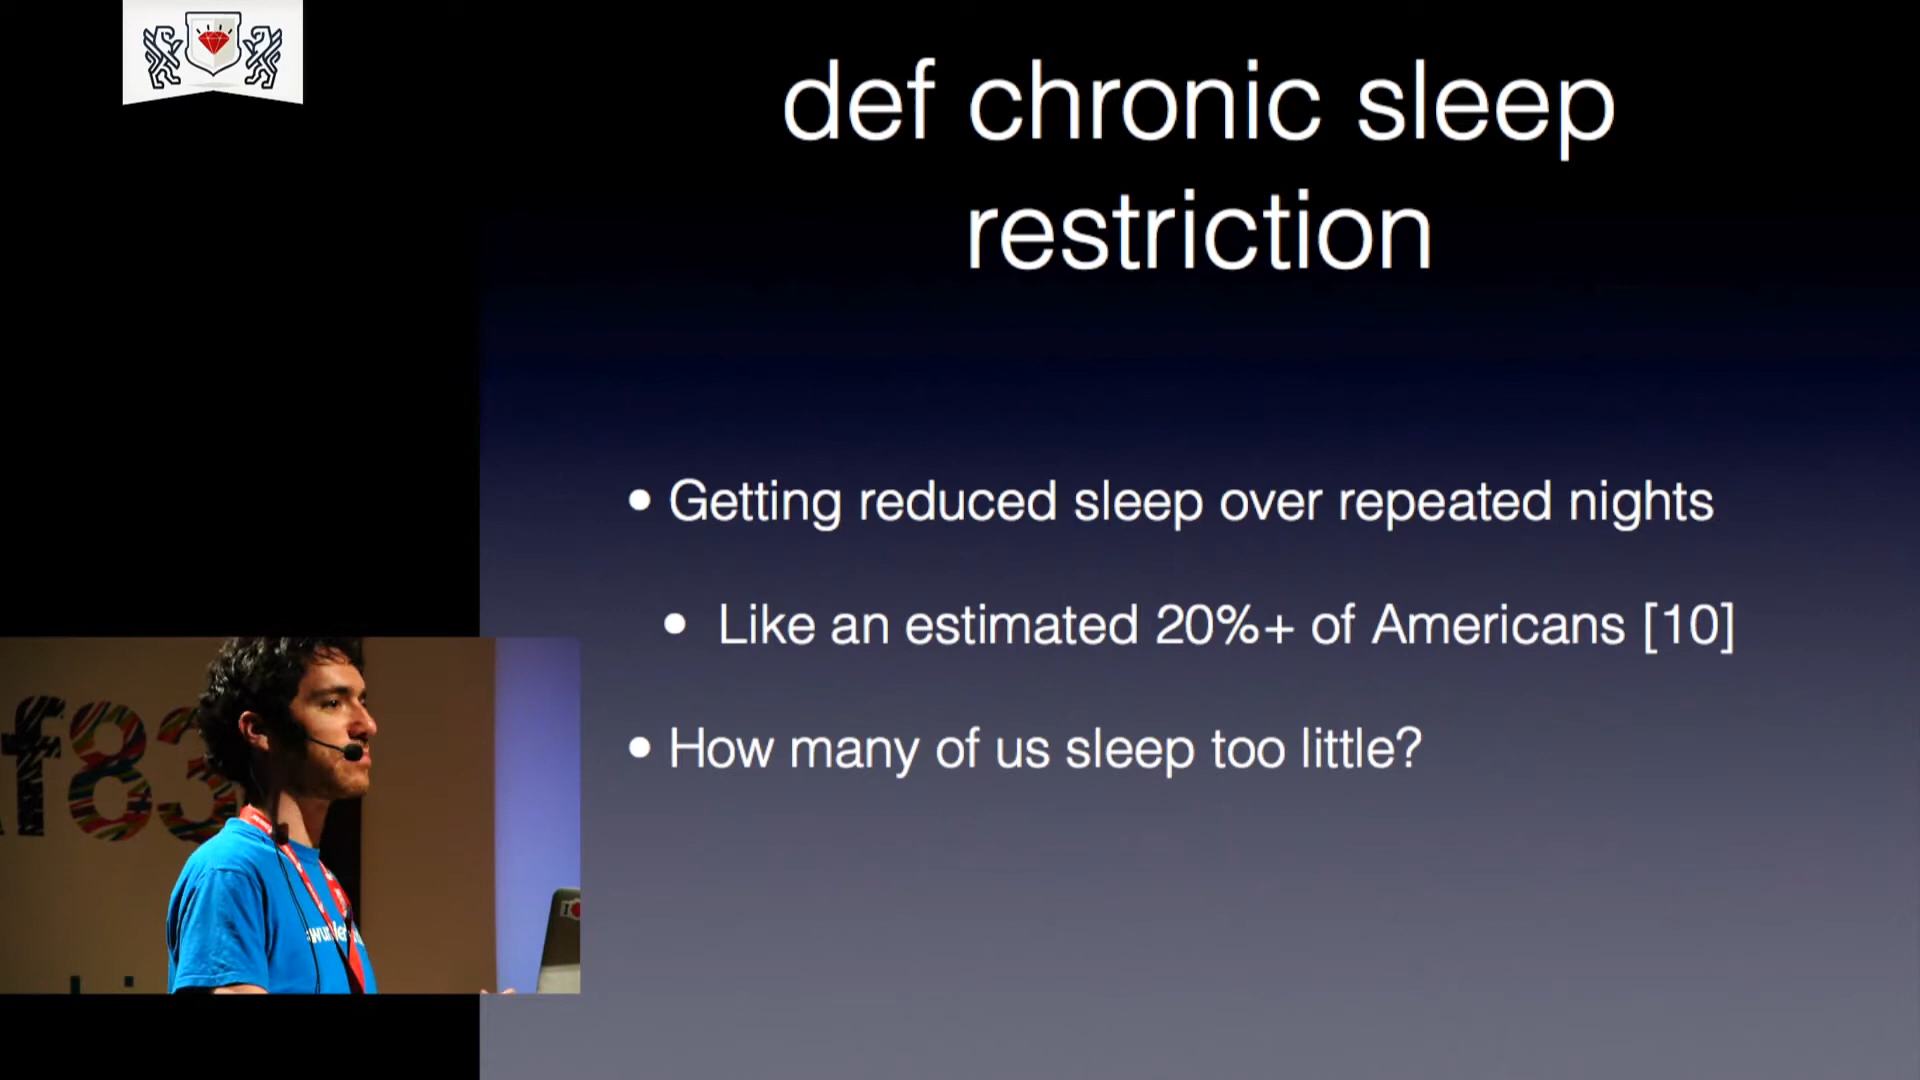 def chronic sleep
restriction
• Getting reduced sleep over repeated nights
• Like an estimated 20%+ of Americans [10]
• How many of us sleep too little?
f83